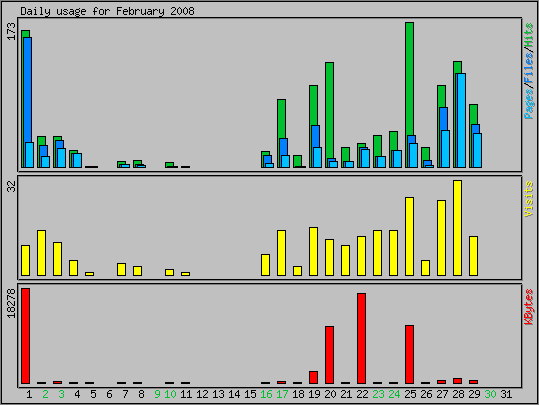 Daily usage for February 2008
173
Pages/Files/Hits
32
Visits
18278
KBytes
1 2 3 4 5 6 7 8 9 10 11 12 13 14 15 16 17 18 19 20 21 22 23 24 25 26 27 28 29 30 31